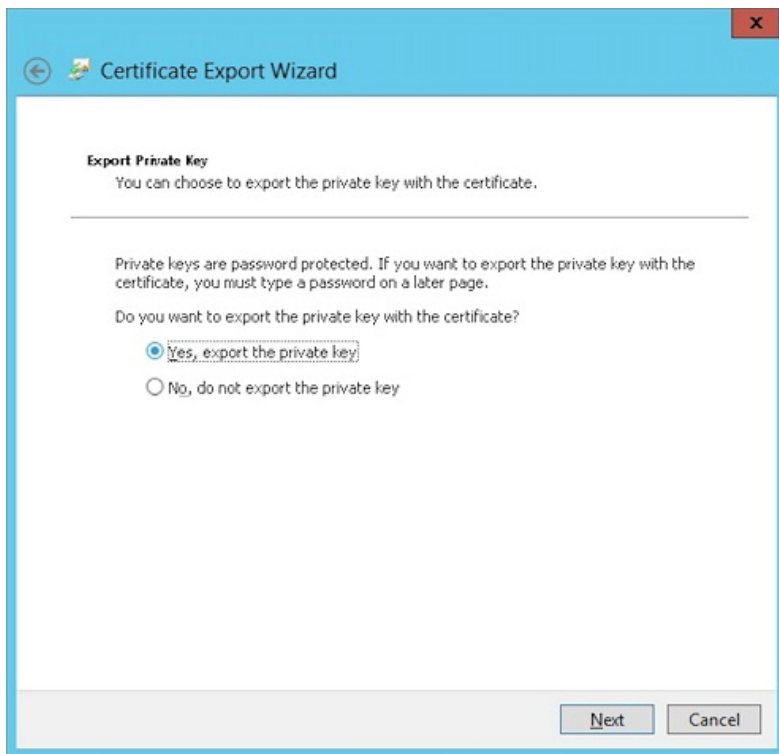 x
Certificate Export Wizard
Export Private Key
You can choose to export the private key with the certificate.
Private keys are password protected. If you want to export the private key with the
certificate, you must type a password on a later page.
Do you want to export the private key with the certificate?
Yes, export the private key
No, do not export the private key
Next
Cancel